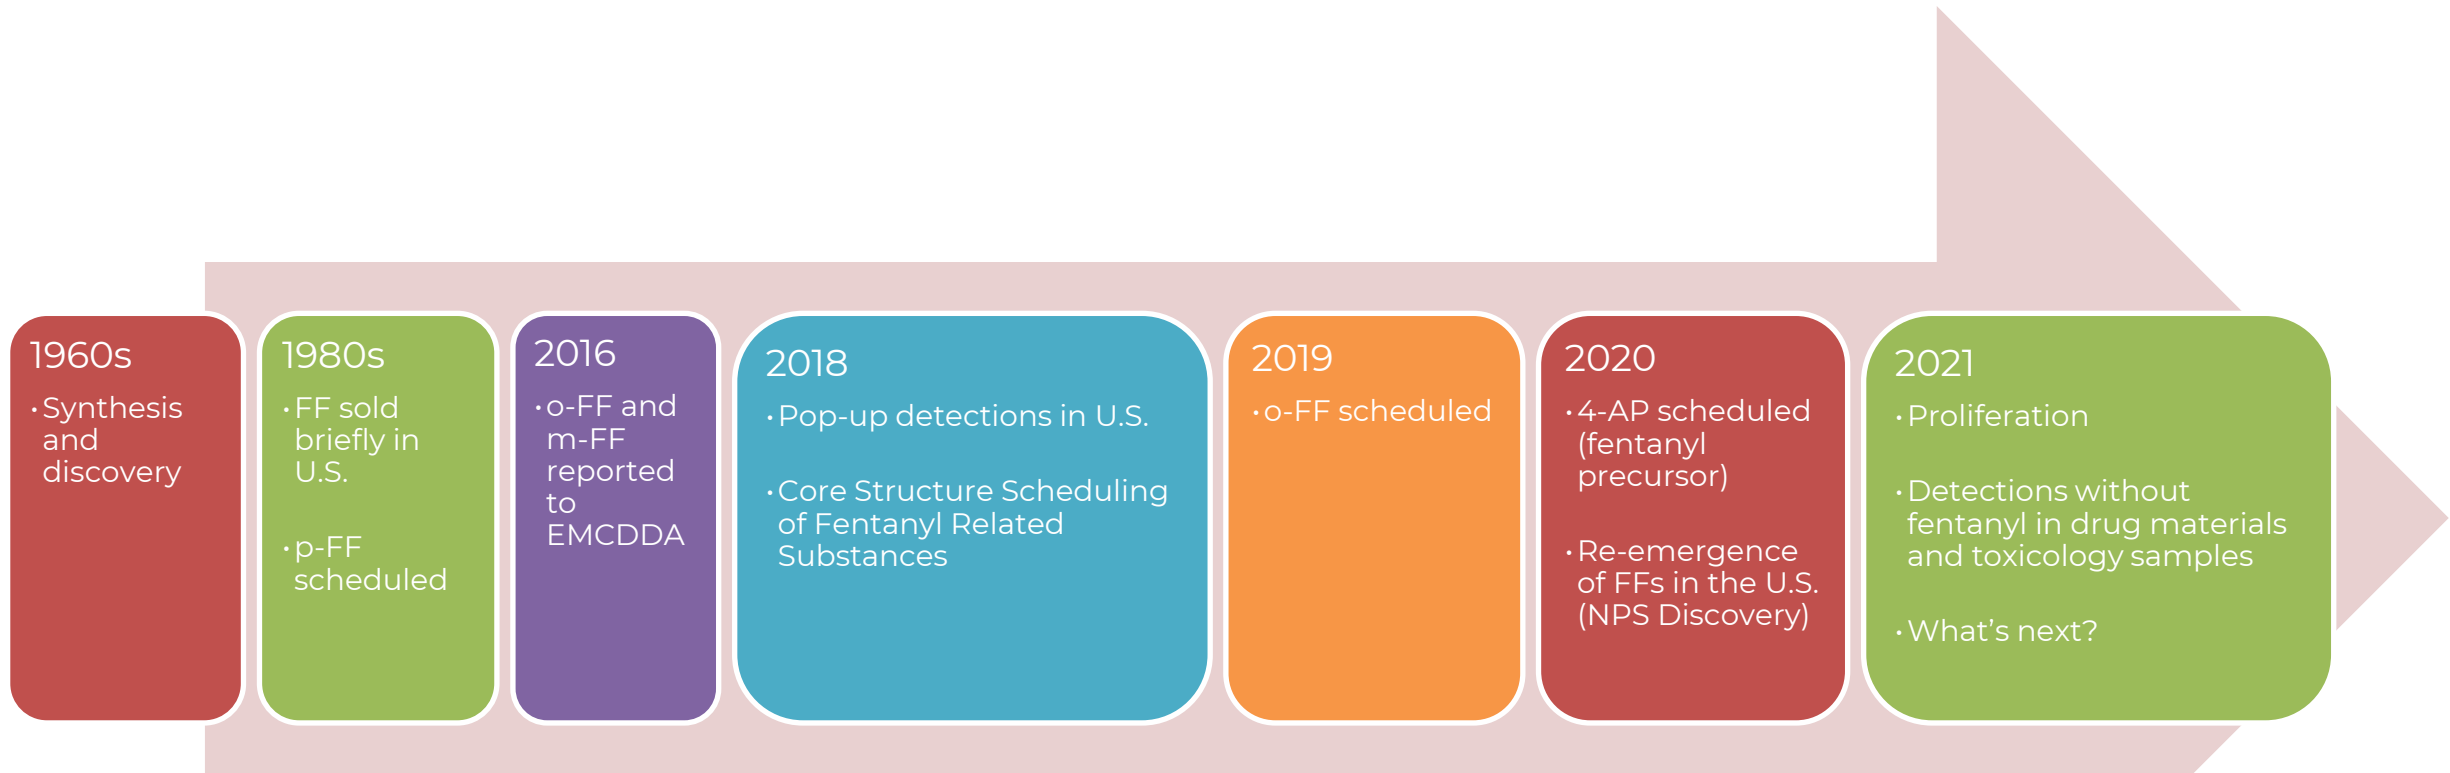 1960s
·Synthesis
and
discovery
1980s
·FF sold
briefly in
U.S.
·p-FF
scheduled
2016
·o-FF and
m-FF
reported
to
EMCDDA
2018
·Pop-up detections in U.S.
·Core Structure Scheduling
of Fentanyl Related
Substances
2019
·o-FF scheduled
2020
·4-AP scheduled
(fentanyl
precursor)
·Re-emergence
of FFs in the U.S.
(NPS Discovery)
2021
·Proliferation
·Detections without
fentanyl in drug materials
and toxicology samples
·What’s next?